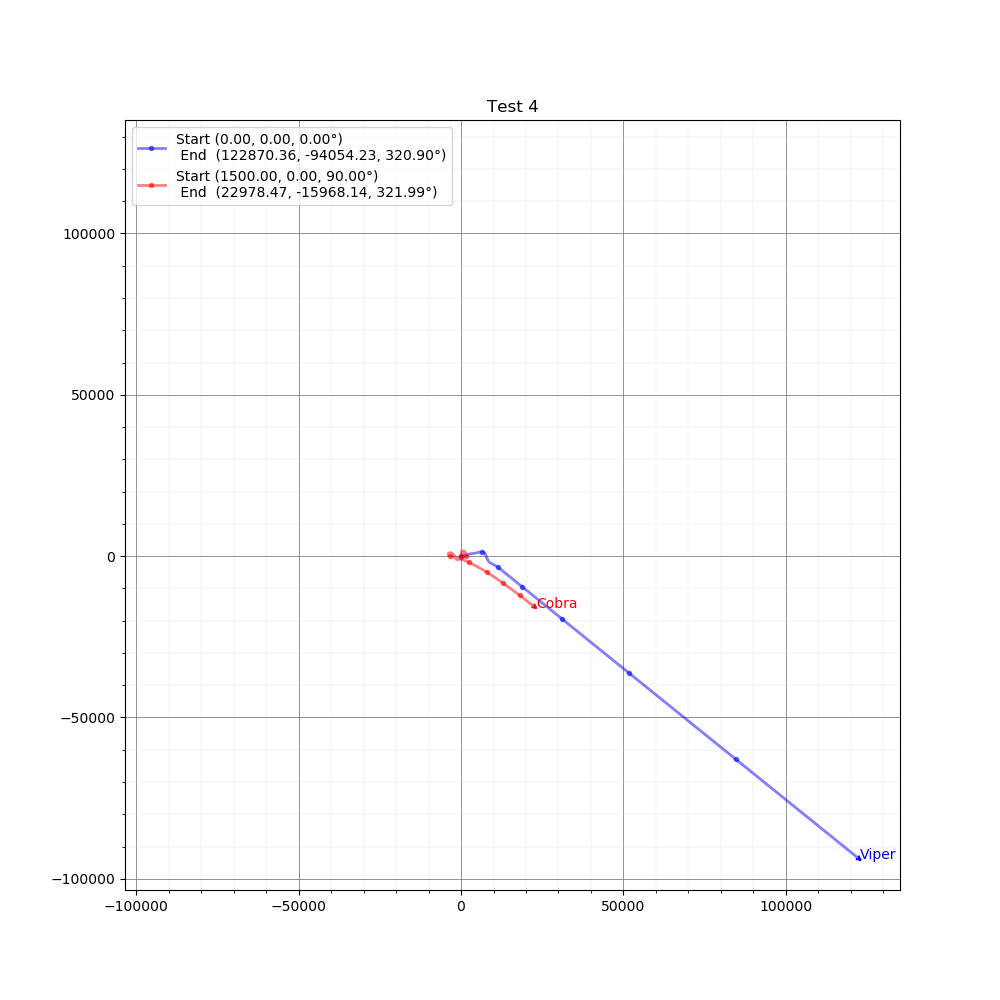 Test 4
Start (0.00, 0.00, 0.00°)
End  (122870.36, -94054.23, 320.90°)
Start (1500.00, 0.00, 90.00°)
End  (22978.47, -15968.14, 321.99°)
100000
50000
0
−50000
−100000
Cobra
Viper
−100000
−50000
0
50000
100000